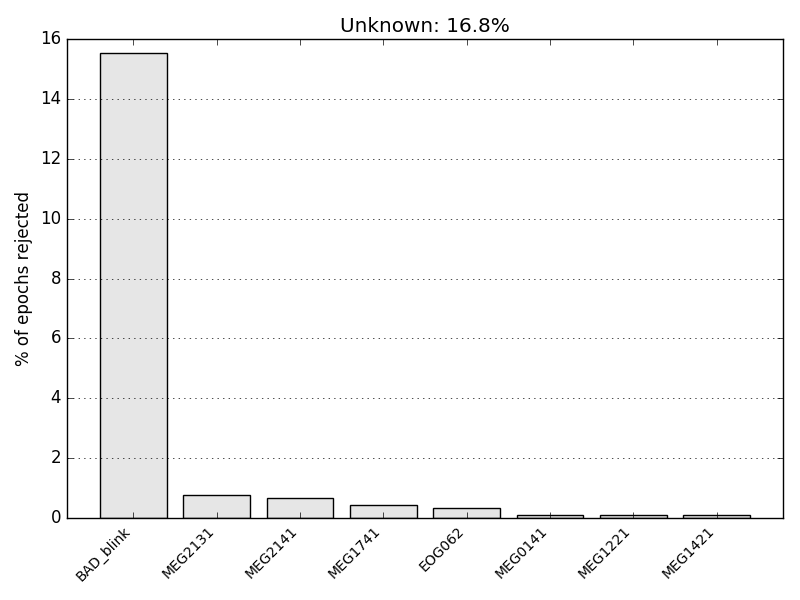 Unknown: 16.8%
16
14
12
10
8
6
4
2
0
% of epochs rejected
BAD_blink
MEG2131
MEG2141
MEG1741
EOG062
MEG0141
MEG1221
MEG1421